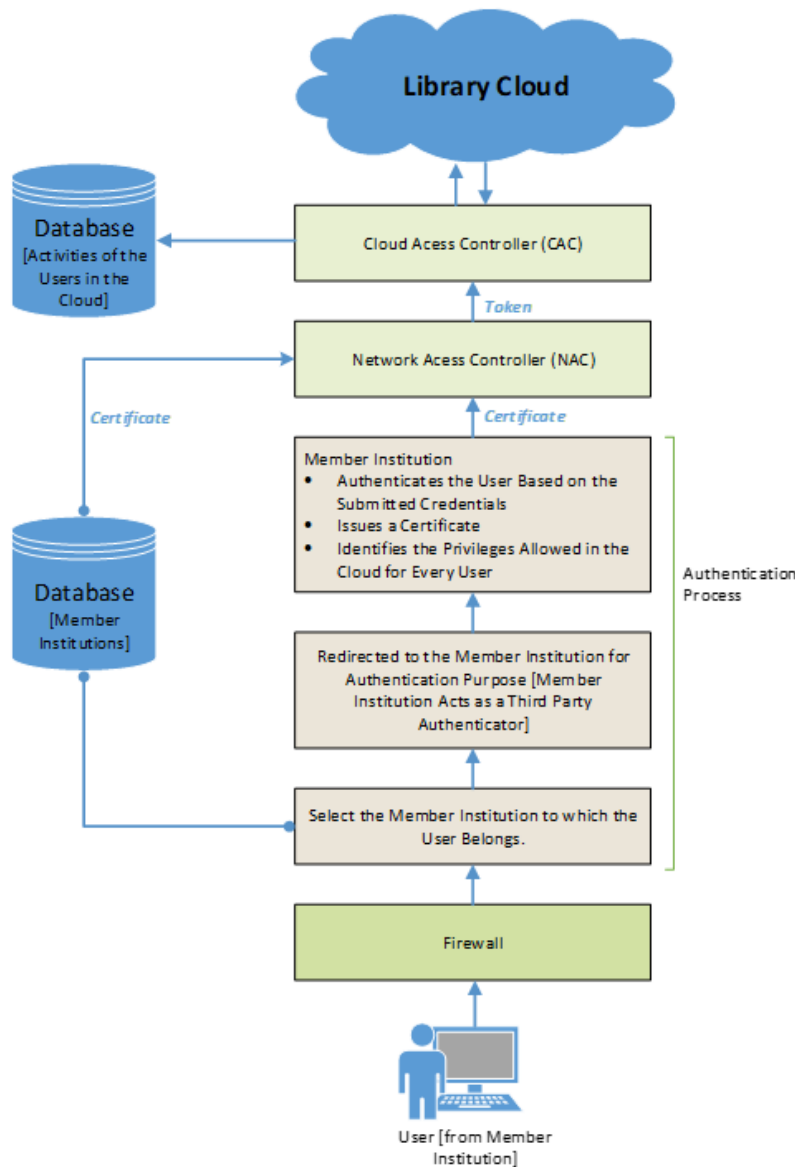 Library Cloud
Database
[Activities of the
Users in the
Cloud]
Cloud Acess Controller (CAC)
Token
Network Acess Controller (NAC)
Certificate
Certificate
Member Institution
• Authenticates the User Based on the
Submitted Credentials
• Issues a Certificate
• Identifies the Privileges Allowed in the
Cloud for Every User
Authentication
Process
Database
[Member
Institutions]
Redirected to the Member Institution for
Authentication Purpose [Member
Institution Acts as a Third Party
Authenticator]
Select the Member Institution to which the
User Belongs.
Firewall
User [from Member
Institution]